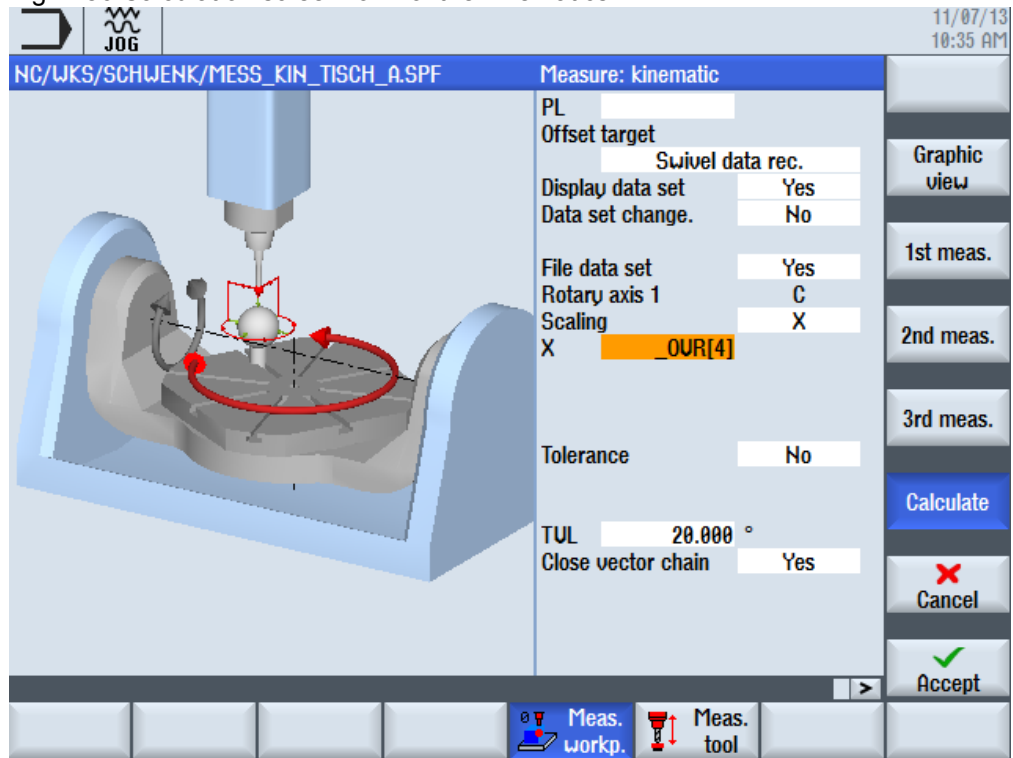 11/07/13
10:35 AM
JOG
NC/WKS/SCHWENK/MESS_KIN_TISCH_A.SPF
Measure: kinematic
PL
Offset target
Swivel data rec.
Display data set Yes
Data set change. No
File data set Yes
Rotary axis 1 C
Scaling X
X _OVR[4]
Tolerance No
TVL 20.000 °
Close vector chain Yes
Graphic
view
1st meas.
2nd meas.
3rd meas.
Calculate
Cancel
Accept
>
Meas.
workp.
Meas.
tool